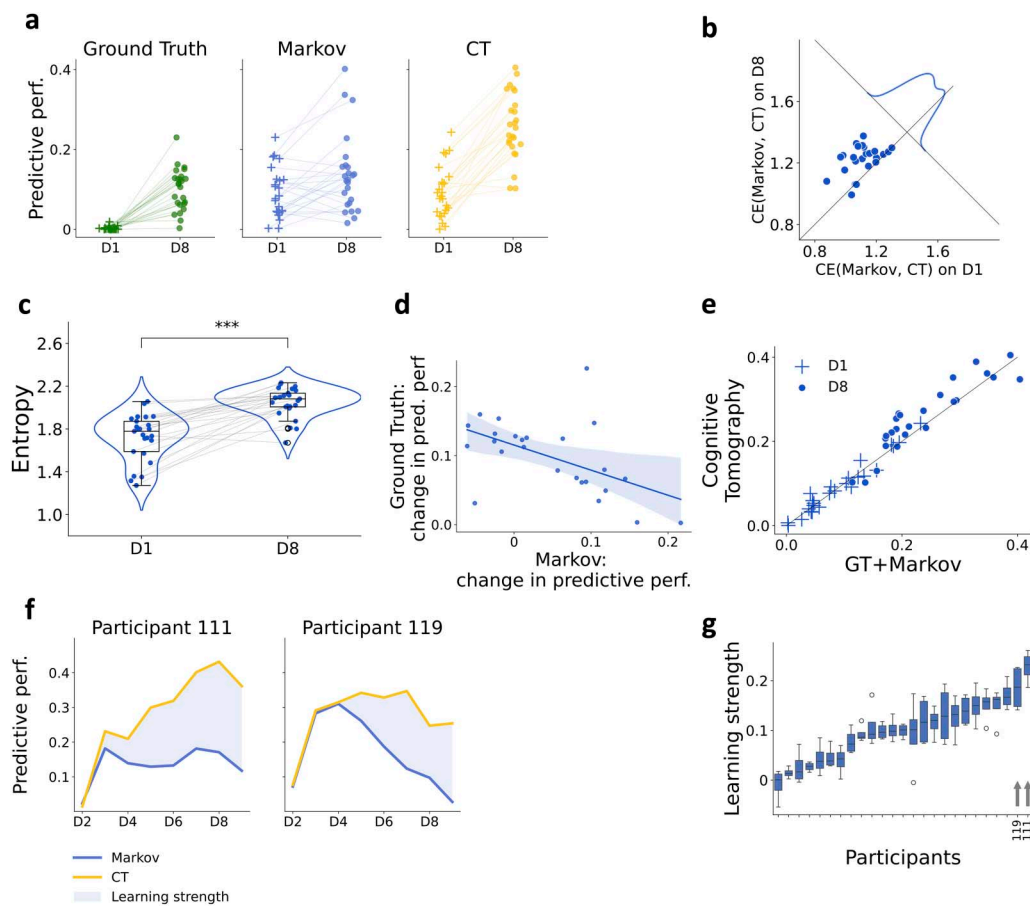 a
Ground Truth
Markov
CT
Predictive perf.
0.4
0.2
0
D1
D8
D1
D8
D1
D8
b
CE(Markov, CT) on D8
1.6
1.2
0.8
0.8
1.2
1.6
CE(Markov, CT) on D1
c
Entropy
2.6
2.2
1.8
1.4
1.0
***
D1
D8
d
Ground Truth:
change in pred. perf
0.2
0.1
0.0
0
0.1
0.2
Markov:
change in predictive perf.
e
Cognitive
Tomography
0.4
0.2
0.0
D1
D8
0.0
0.2
0.4
GT+Markov
f
Participant 111
Participant 119
Predictive perf.
0.4
0.3
0.2
0.1
D2
D4
D6
D8
D2
D4
D6
D8
Markov
CT
Learning strength
g
Learning strength
0.2
0.1
0
119
111
Participants